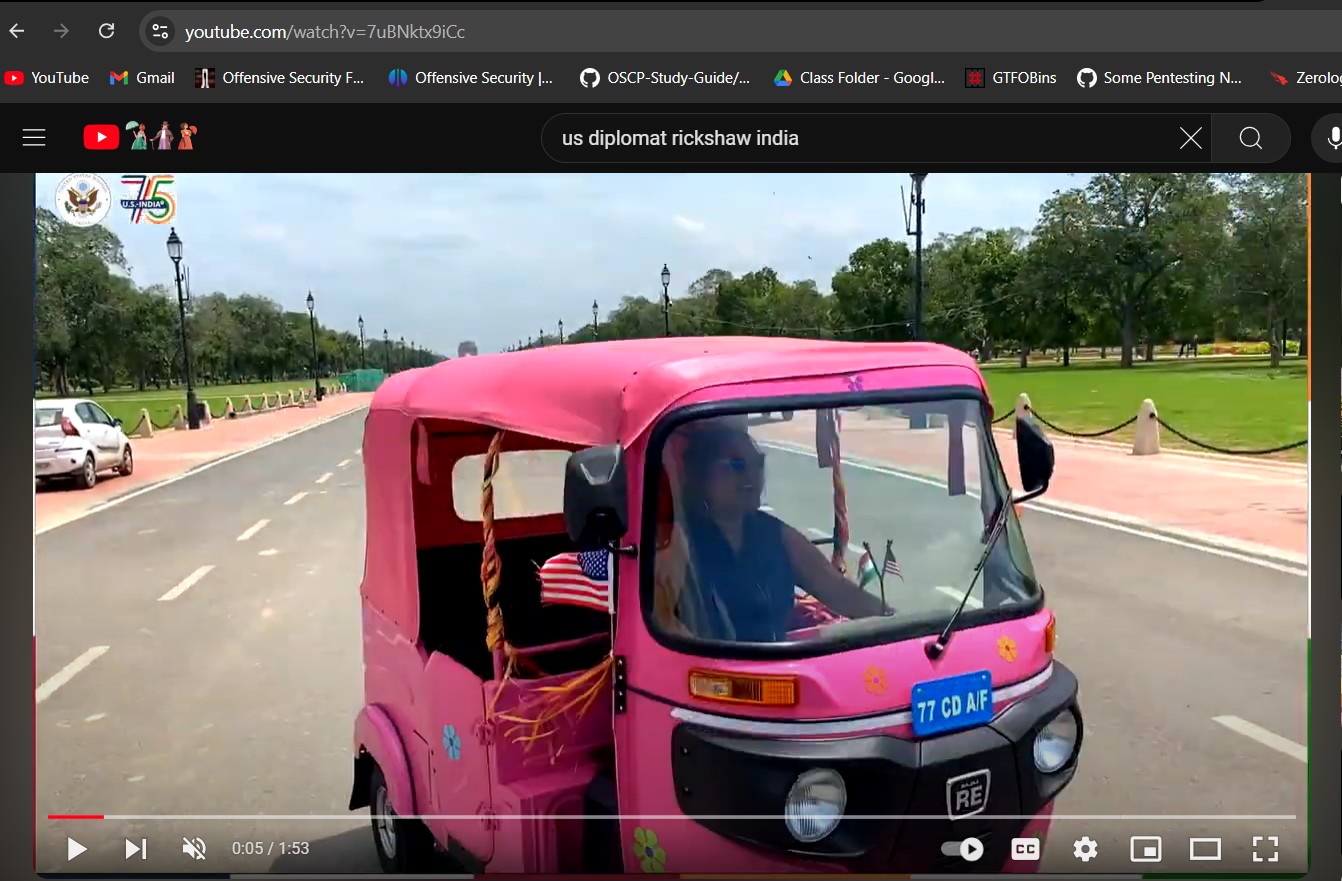 youtube.com/watch?v=7uBNktx9iCc
YouTube
Gmail
Offensive Security F...
Offensive Security |...
OSCP-Study-Guide/...
Class Folder - Googl...
GTFOBins
Some Pentesting N...
Zerolo
us diplomat rickshaw india
75
U.S.-INDIA
77 CD A/F
BAJAJ
RE
0:05 / 1:53
CC